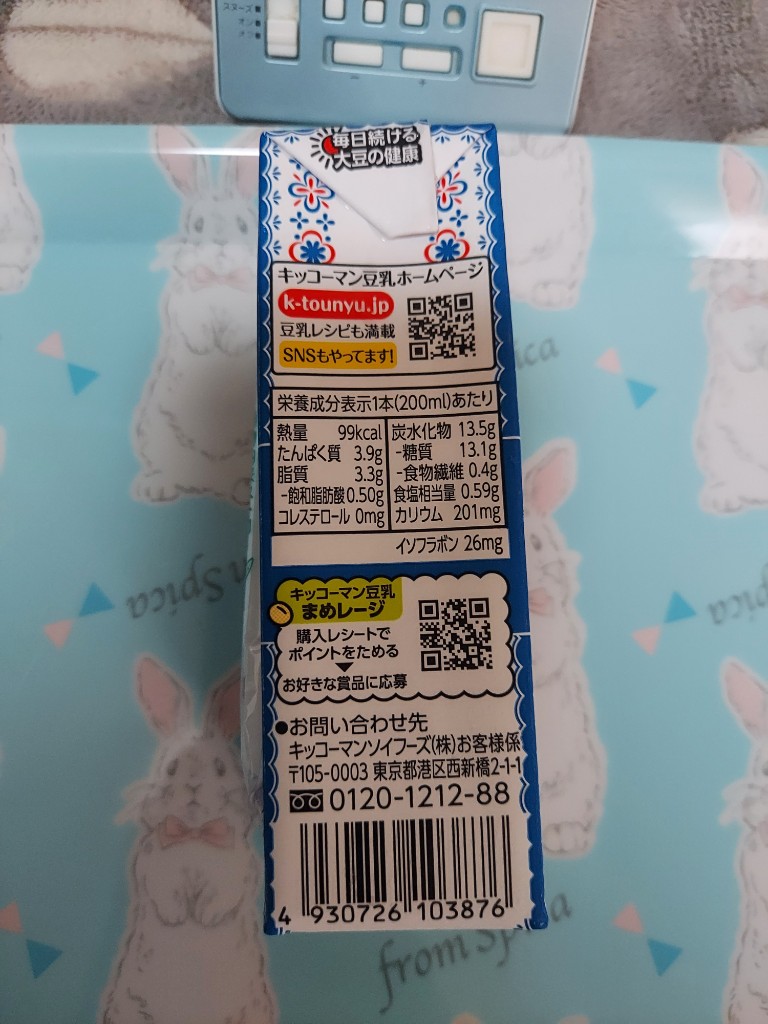 スヌーズ
オン
オフ
毎日続ける
大豆の健康
キッコーマン豆乳ホームページ
k-tounyu.jp
豆乳レシピも満載
SNSもやってます!
栄養成分表示1本(200ml)あたり
熱量 99kcal
たんぱく質 3.9g
脂質 3.3g
-飽和脂肪酸 0.50g
コレステロール 0mg
炭水化物 13.5g
-糖質 13.1g
-食物繊維 0.4g
食塩相当量 0.59g
カリウム 201mg
イソフラボン 26mg
キッコーマン豆乳
まめレージ
購入レシートで
ポイントをためる
お好きな賞品に応募
●お問い合わせ先
キッコーマンソイフーズ(株)お客様係
〒105-0003 東京都港区西新橋2-1-1
0120-1212-88
4 930726 103876
from Spica